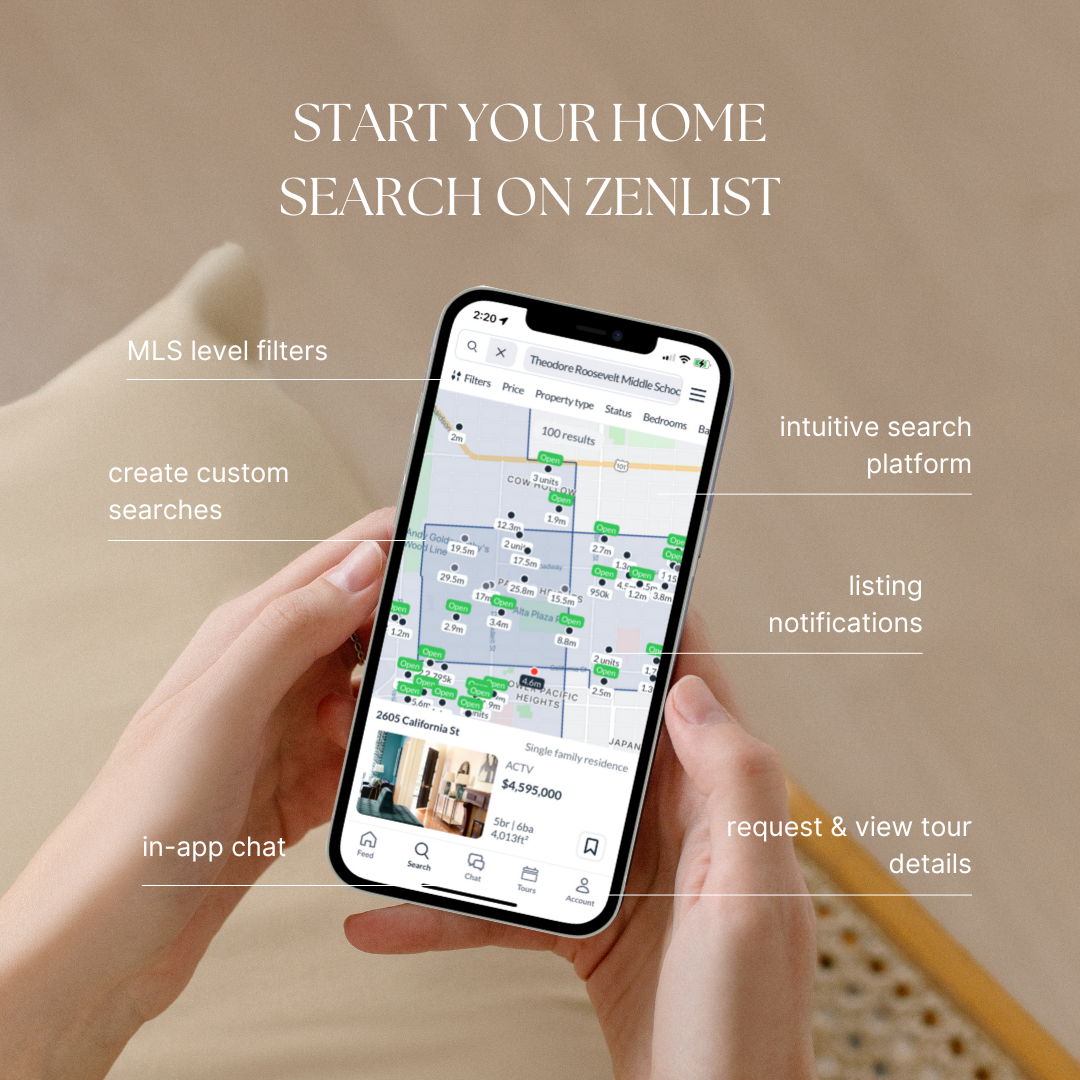 START YOUR HOME
SEARCH ON ZENLIST
MLS level filters
create custom
searches
in-app chat
intuitive search
platform
listing
notifications
request & view tour
details
2:20
Theodore Roosevelt Middle Schoo
Filters Price Property type Status Bedrooms Ba
100 results
2m
Open
3 units
101
COW HOLLOW
Open
1.9m
12.3m
Open
2.7m
19.5m
2 unit
17.5m
1.3m
29.5m
25.8m
15.5m
Open
950k
Open
1.2m
3.8m
17m
Open
3.4m
Alta Plaza
Open
2.9m
Open
8.8m
1.2m
2 units
Open
2.5m
Open
4.6m
LOWER PACIFIC
HEIGHTS
JAPAN
2605 California St
Single family residence
ACTV
$4,595,000
5br | 6ba
4,013ft²
Feed Search Chat Tours Account